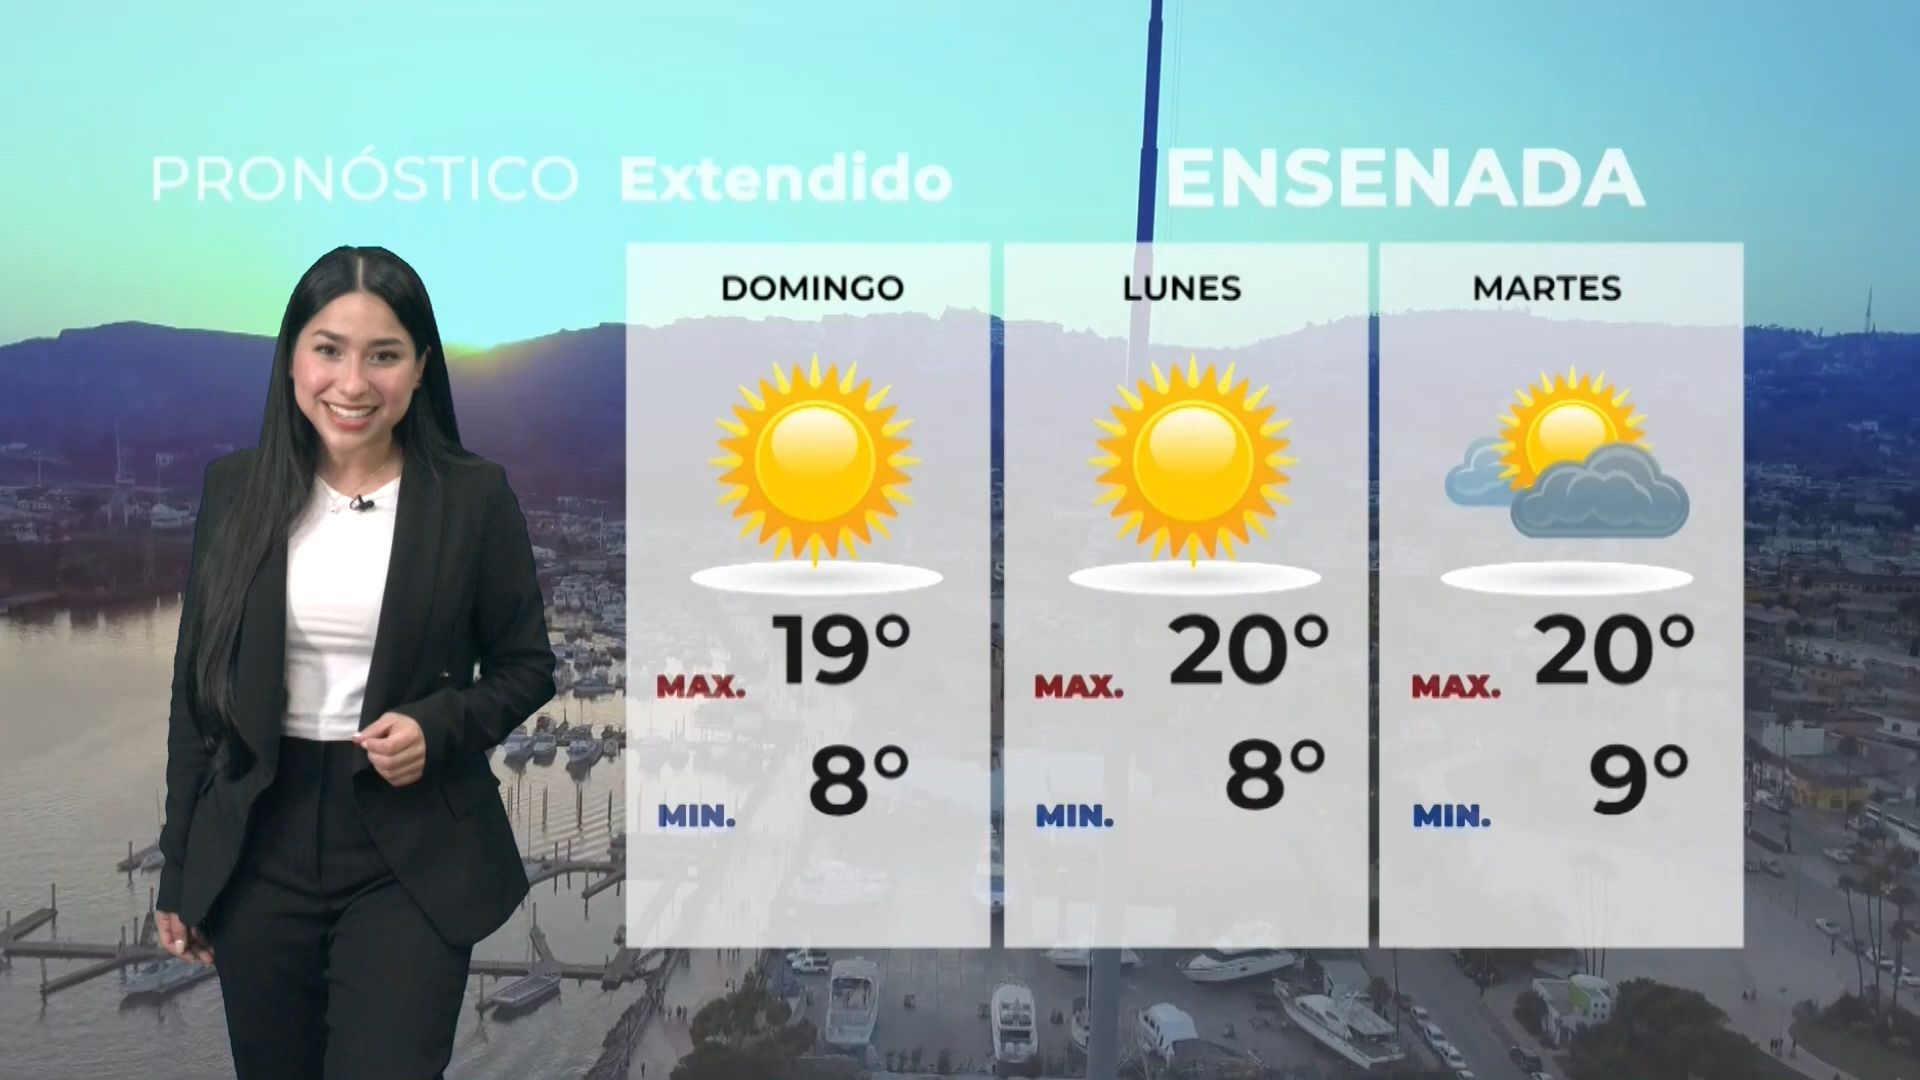 PRONÓSTICO Extendido ENSENADA
DOMINGO
MAX. 19°
MIN. 8°
LUNES
MAX. 20°
MIN. 8°
MARTES
MAX. 20°
MIN. 9°